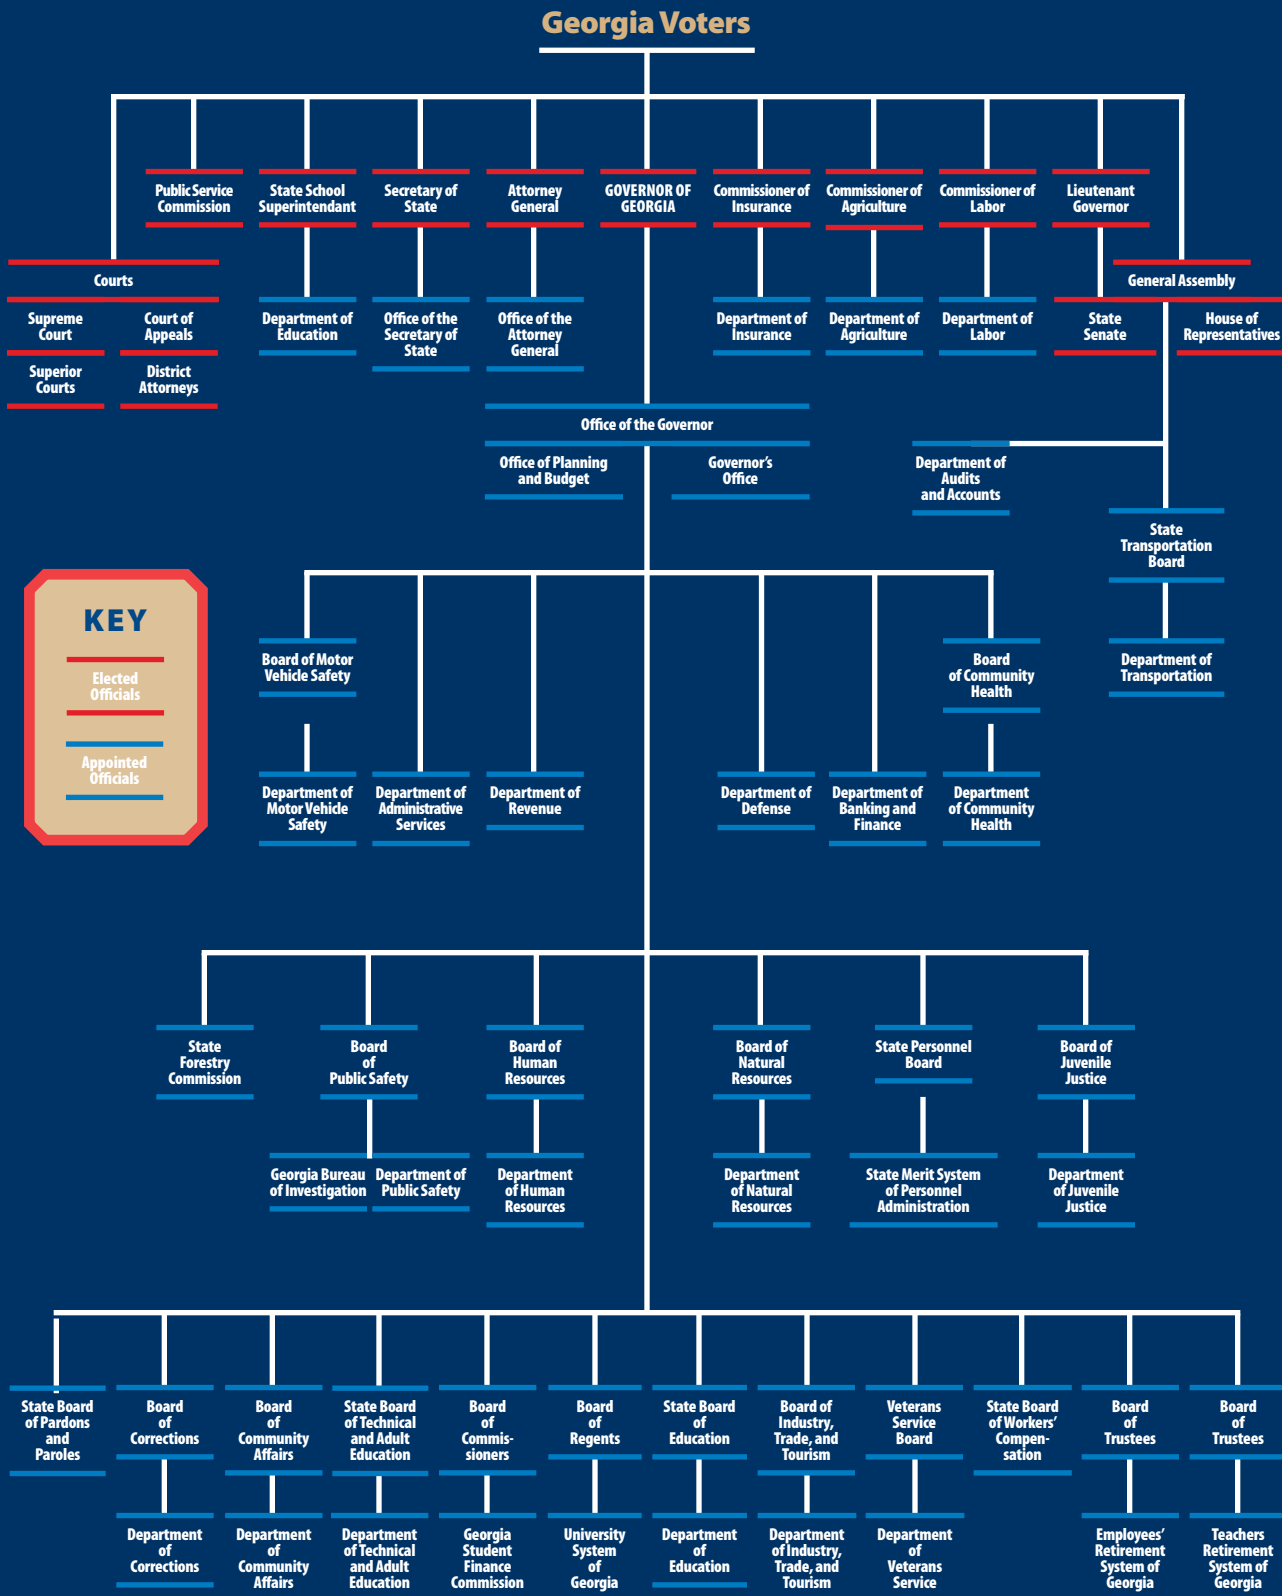 Georgia Voters
Public Service
Commission
State School
Superintendant
Secretary of
State
Attorney
General
GOVERNOR OF
GEORGIA
Commissioner of
Insurance
Commissioner of
Agriculture
Commissioner of
Labor
Lieutenant
Governor
Courts
General Assembly
Supreme
Court
Court of
Appeals
Superior
Courts
District
Attorneys
Department of
Education
Office of the
Secretary of
State
Office of the
Attorney
General
Department of
Insurance
Department of
Agriculture
Department of
Labor
State
Senate
House of
Representatives
Office of the Governor
Office of Planning
and Budget
Governor's
Office
Department of
Audits
and Accounts
State
Transportation
Board
KEY
Elected
Officials
Appointed
Officials
Board of Motor
Vehicle Safety
Board
of Community
Health
Department of
Transportation
Department of
Motor Vehicle
Safety
Department of
Administrative
Services
Department of
Revenue
Department of
Defense
Department of
Banking and
Finance
Department
of Community
Health
State
Forestry
Commission
Board
of
Public Safety
Board of
Human
Resources
Board of
Natural
Resources
State Personnel
Board
Board of
Juvenile
Justice
Georgia Bureau
of Investigation
Department of
Public Safety
Department
of Human
Resources
Department
of Natural
Resources
State Merit System
of Personnel
Administration
Department
of Juvenile
Justice
State Board
of Pardons
and
Paroles
Board
of
Corrections
Board
of
Community
Affairs
State Board
of Technical
and Adult
Education
Board
of
Commis-
sioners
Board
of
Regents
State Board
of
Education
Board of
Industry,
Trade, and
Tourism
Veterans
Service
Board
State Board
of Workers'
Compen-
sation
Board
of
Trustees
Board
of
Trustees
Department
of
Corrections
Department
of
Community
Affairs
Department
of Technical
and Adult
Education
Georgia
Student
Finance
Commission
University
System
of
Georgia
Department
of
Education
Department
of Industry,
Trade, and
Tourism
Department
of
Veterans
Service
Employees'
Retirement
System of
Georgia
Teachers
Retirement
System of
Georgia